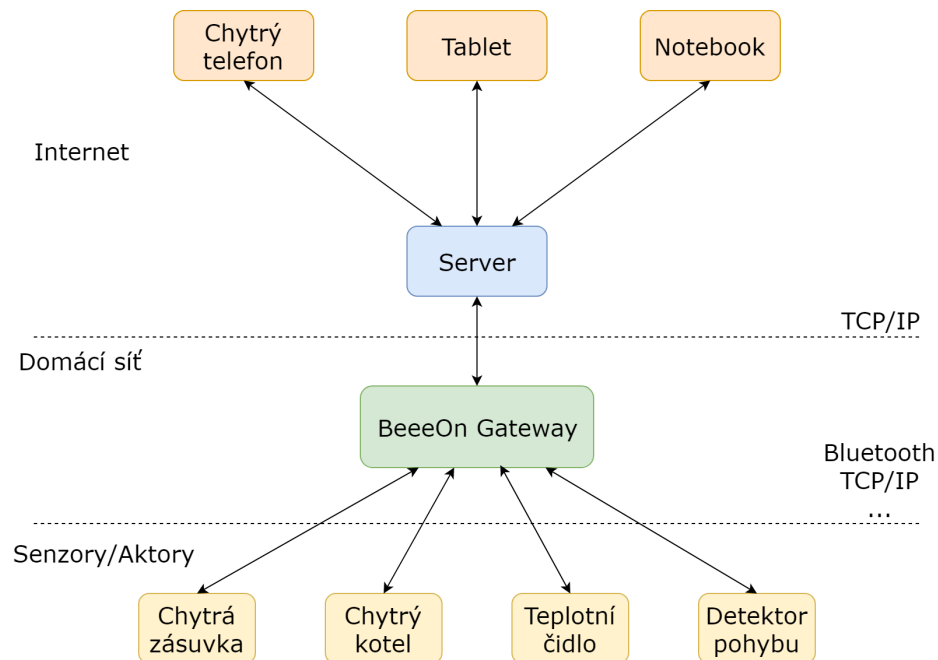 Chytrý
telefon
Tablet
Notebook
Internet
Server
TCP/IP
Domácí síť
BeeeOn Gateway
Bluetooth
TCP/IP
...
Senzory/Aktory
Chytrá
zásuvka
Chytrý
kotel
Teplotní
čidlo
Detektor
pohybu